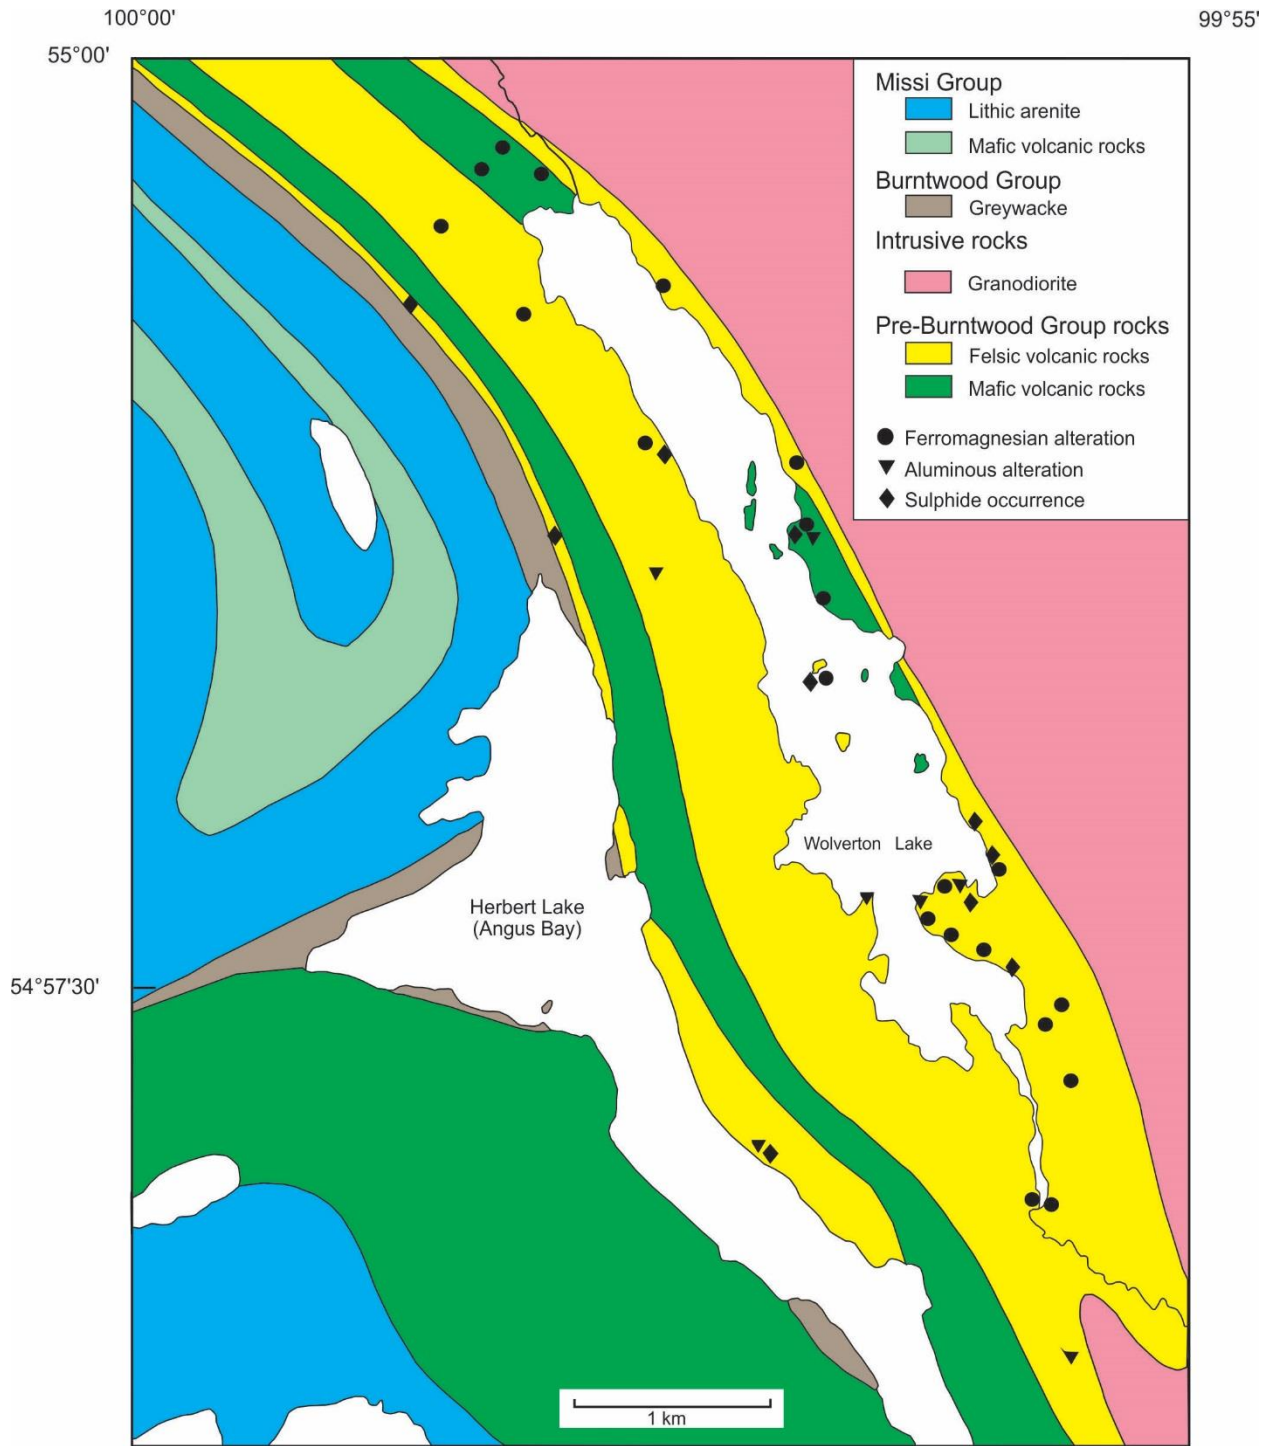 100°00'
99°55'
55°00'
Missi Group
Lithic arenite
Mafic volcanic rocks
Burntwood Group
Greywacke
Intrusive rocks
Granodiorite
Pre-Burntwood Group rocks
Felsic volcanic rocks
Mafic volcanic rocks
Ferromagnesian alteration
Aluminous alteration
Sulphide occurrence
Wolverton Lake
Herbert Lake
(Angus Bay)
54°57'30'
1 km